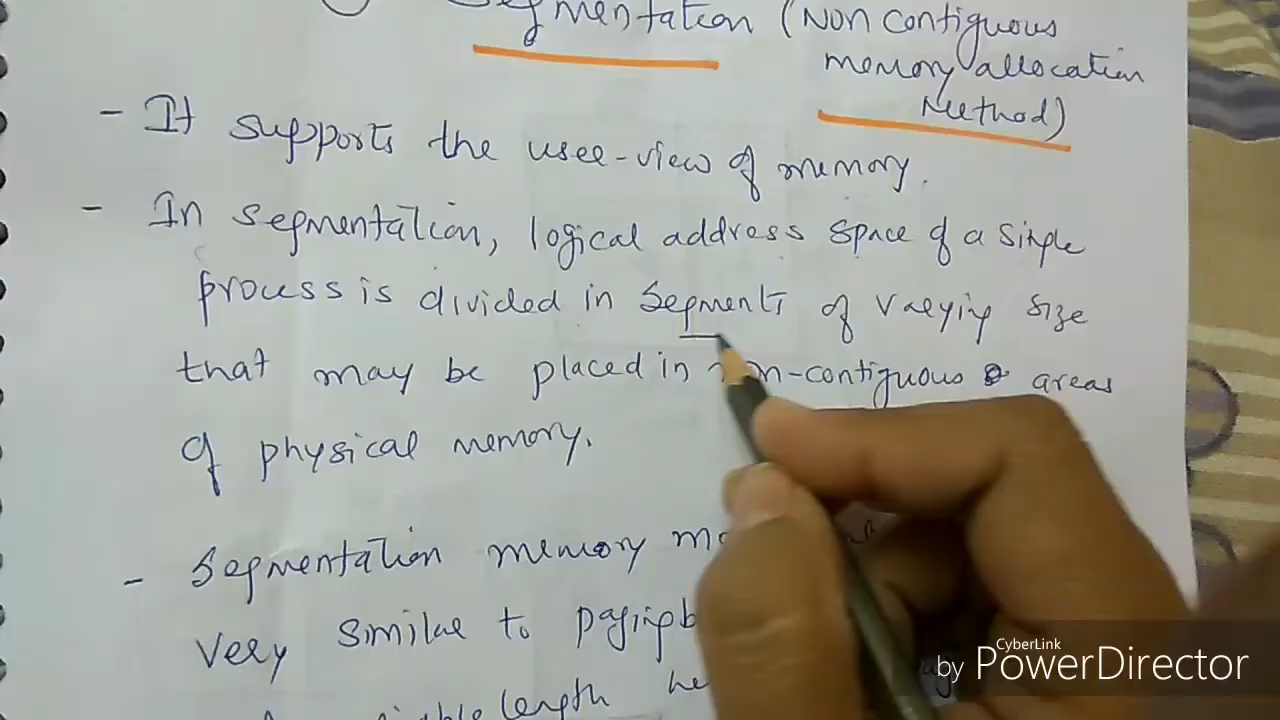 Segmentation (Non contiguous
memory allocation
Method)
- It supports the user-view of memory.
- In segmentation, logical address space of a single
process is divided in segments of varying size
that may be placed in non-contiguous areas
of physical memory.
- Segmentation memory
very similar to paging
length
CyberLink
by PowerDirector